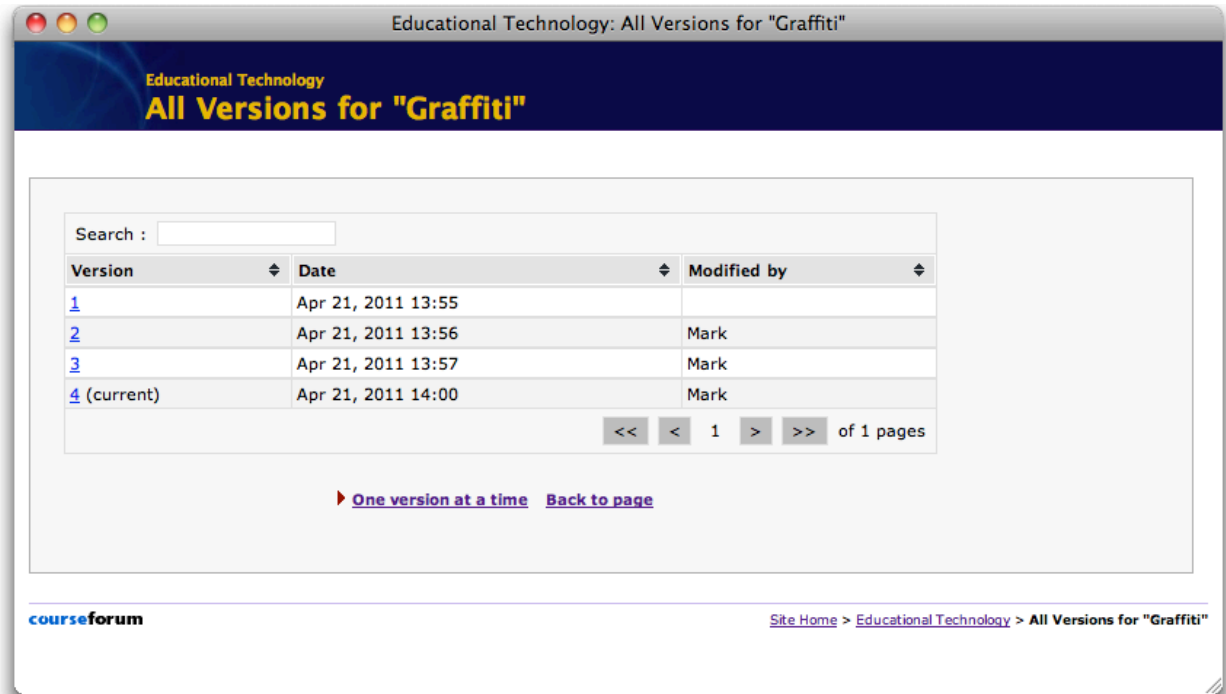 Educational Technology: All Versions for "Graffiti"
Educational Technology
All Versions for "Graffiti"
Search :
Version Date Modified by
1 Apr 21, 2011 13:55
2 Apr 21, 2011 13:56 Mark
3 Apr 21, 2011 13:57 Mark
4 (current) Apr 21, 2011 14:00 Mark
<< < 1 > >> of 1 pages
One version at a time Back to page
courseforum Site Home > Educational Technology > All Versions for "Graffiti"